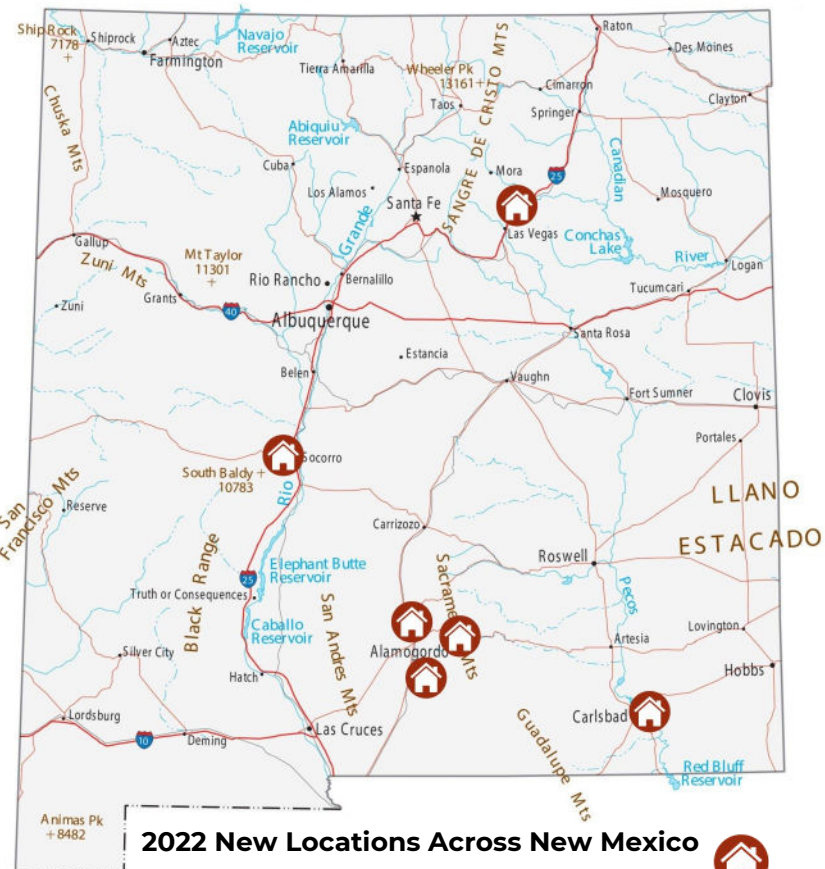 Raton
Navajo
Reservoir
Ship Rock
7178
+
Shiprock
Aztec
Farmington
Des Moines
Tierra Amarilla
Wheeler Pk
13161 +
Cimarron
Clayton
Taos
Springer
SANGRE DE CRISTO MTS
Chuska Mts
Abiquiu
Reservoir
Canadian
Cuba
Espanola
Mora
25
Los Alamos
Mosquero
Santa Fe
Grande
Las Vegas
Conchas
Lake
Gallup
Mt Taylor
11301
+
River
Logan
Zuni Mts
Rio Rancho
Bernalillo
Tucumcari
Grants
Zuni
40
Albuquerque
Santa Rosa
Estancia
Belen
Vaughn
Fort Sumner
Clovis
Portales
Socorro
South Baldy +
10783
San
Francisco Mts
Rio
LLANO
ESTACADO
Reserve
Carrizozo
Roswell
Black Range
Elephant Butte
Reservoir
25
Sacrame
Mts
Pecos
Truth or Consequences
San Andres Mts
Caballo
Reservoir
Lovington
Artesia
Alamogordo
Silver City
Hobbs
Hatch
Lordsburg
Carlsbad
Las Cruces
Guadalupe Mts
10
Deming
Red Bluff
Reservoir
Animas Pk
+ 8482
2022 New Locations Across New Mexico